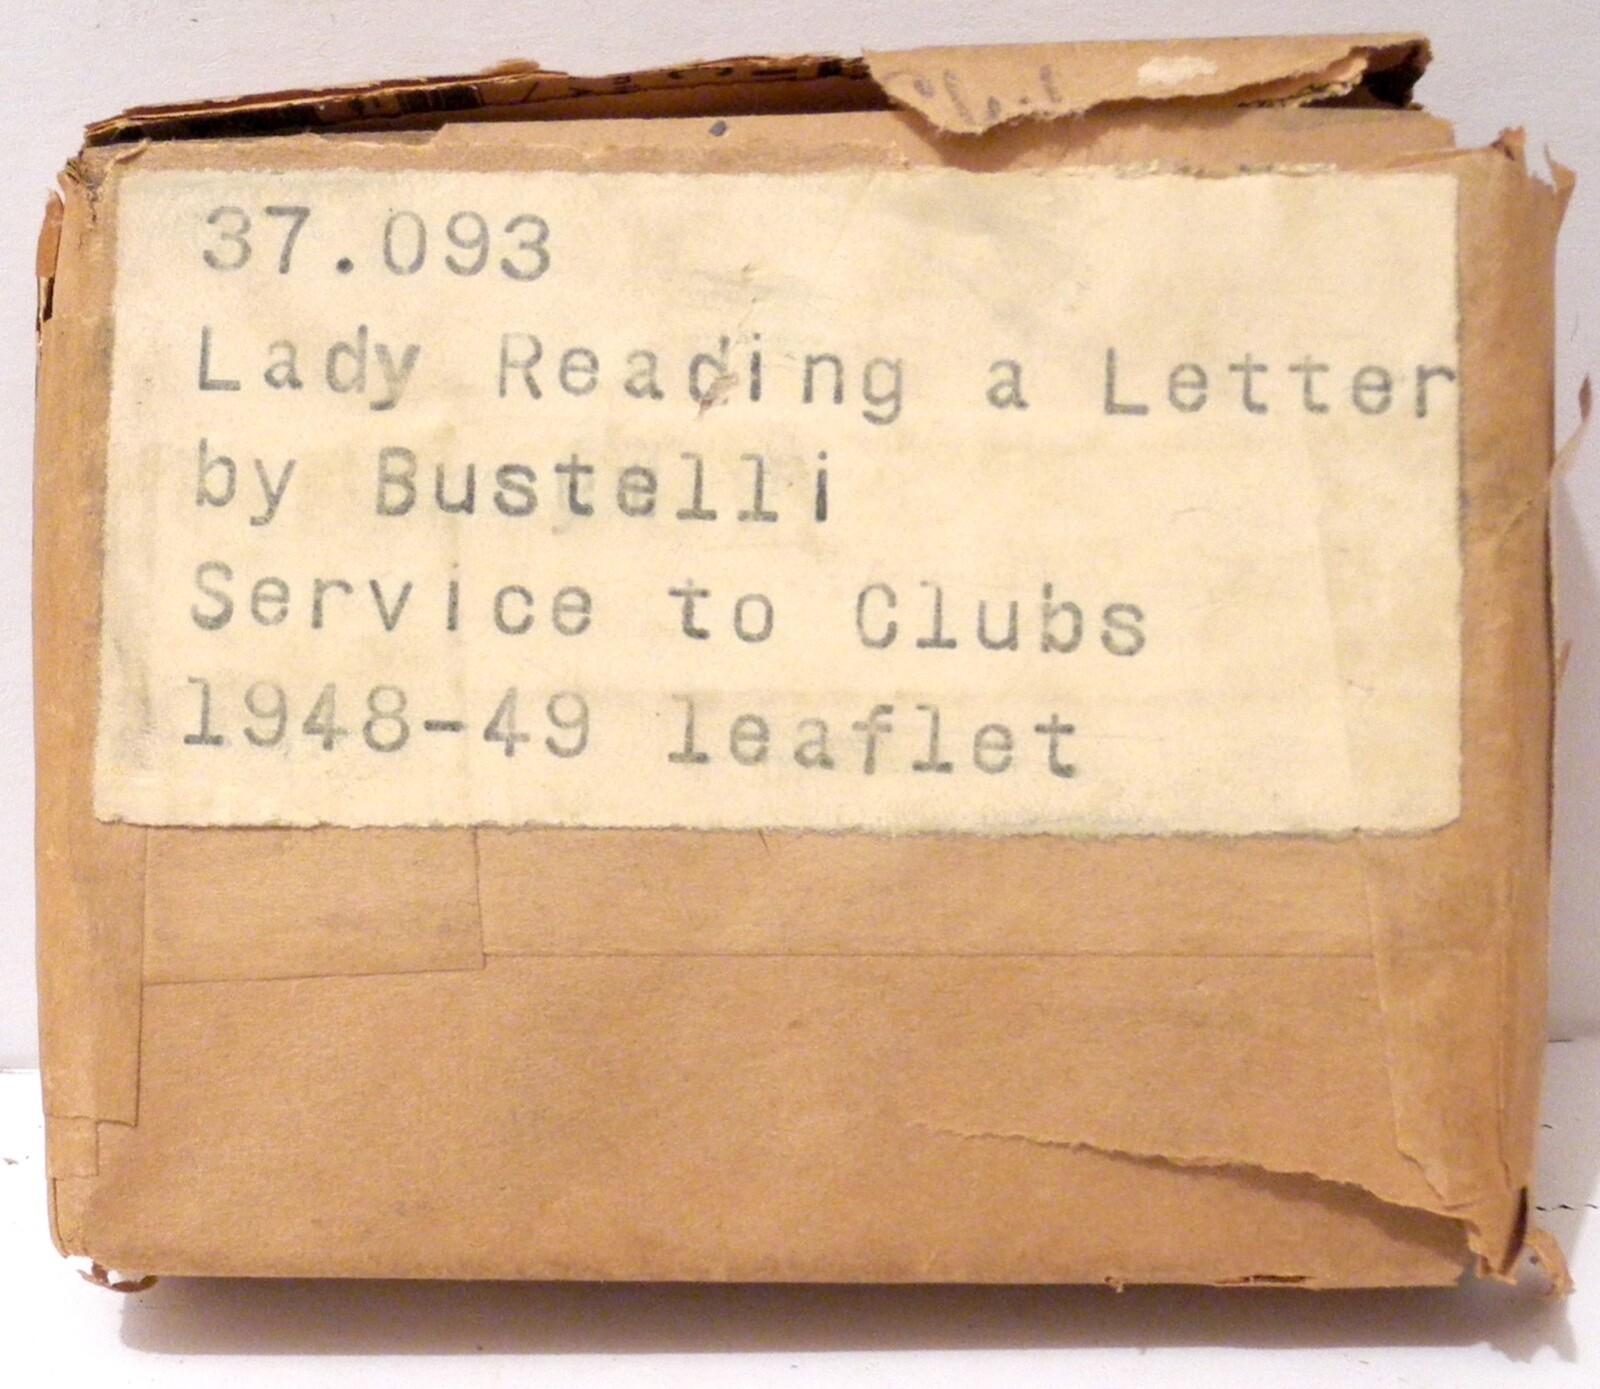 37.093
Lady Reading a Letter
by Bustelli
Service to Clubs
1948-49 leaflet